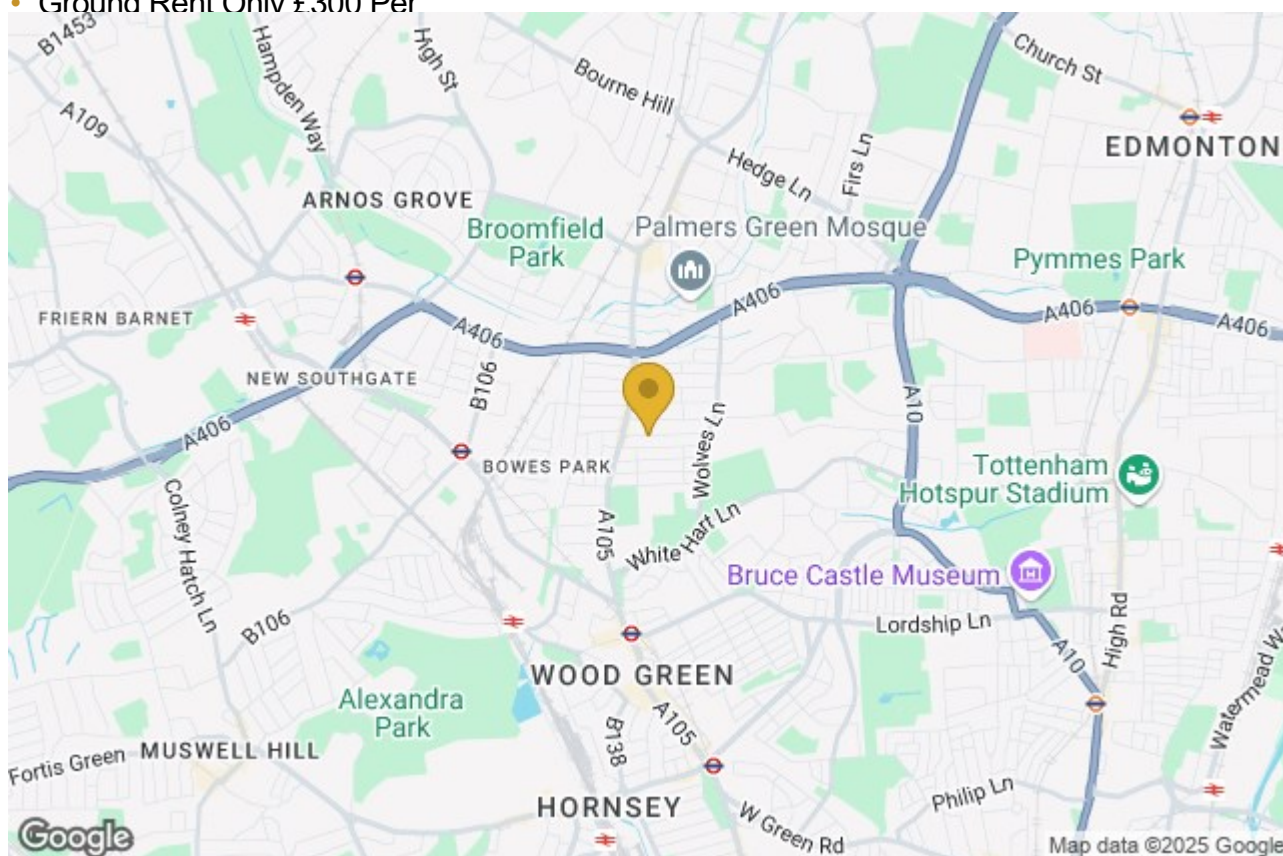 • Ground Rent Only £300 Per
B1453
Hampden Way
High St
Bourne Hill
Church St
A109
Hedge Ln
Firs Ln
EDMONTON
ARNOS GROVE
Broomfield
Park
Palmers Green Mosque
Pymmes Park
A406
A406
A406
FRIERN BARNET
A406
NEW SOUTHGATE
B106
A10
A406
Wolves Ln
BOWES PARK
Tottenham
Hotspur Stadium
Colney Hatch Ln
A105
White Hart Ln
Bruce Castle Museum
B106
Lordship Ln
High Rd
A10
WOOD GREEN
Alexandra
Park
A105
B138
Fortis Green
MUSWELL HILL
Philip Ln
HORNSEY
W Green Rd
Google
Map data ©2025 Google